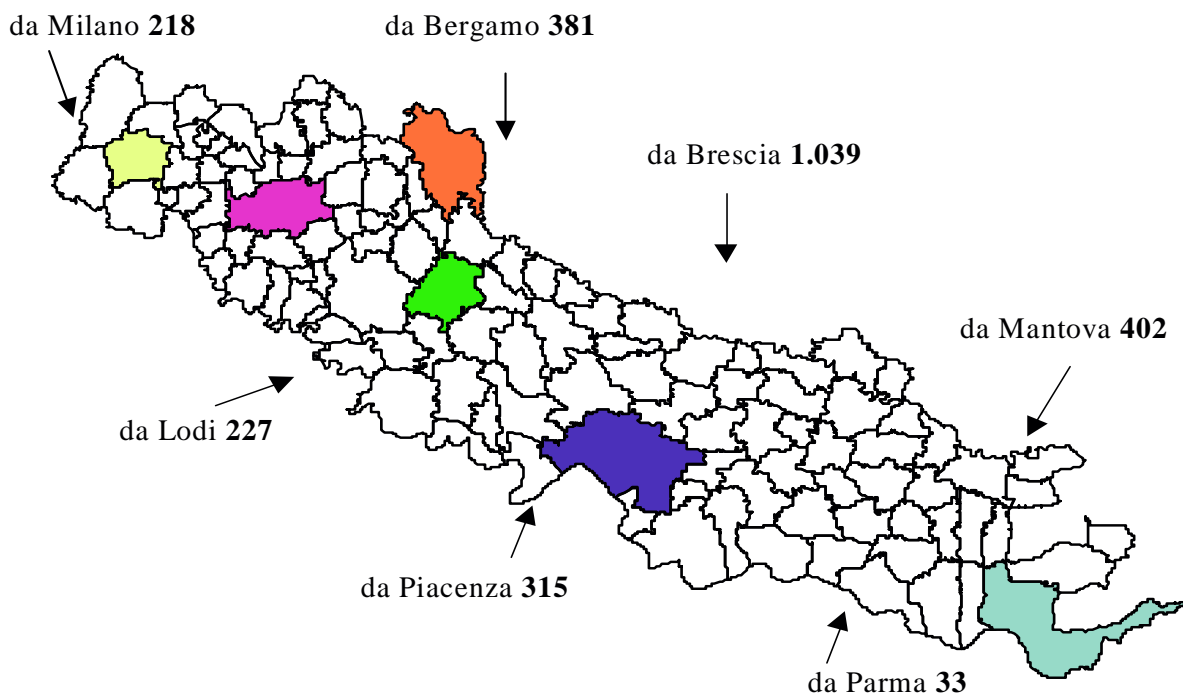 da Milano 218
da Bergamo 381
da Brescia 1.039
da Mantova 402
da Lodi 227
da Piacenza 315
da Parma 33